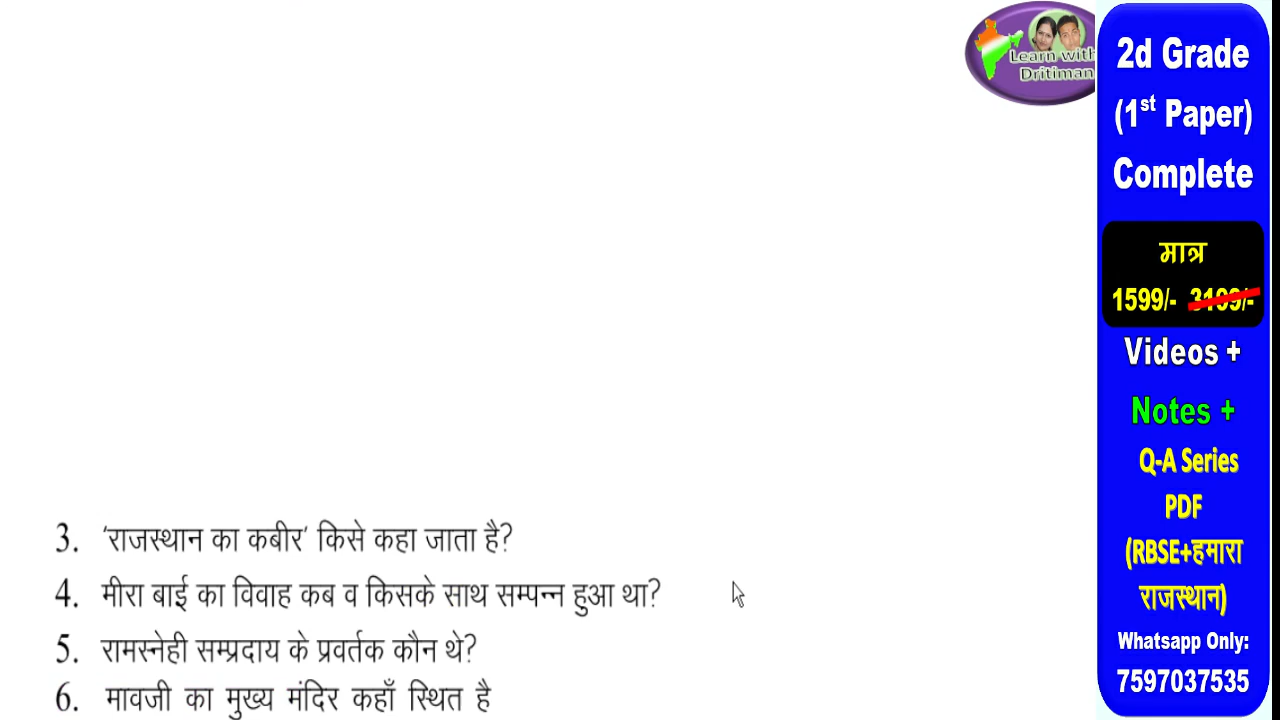 Learn with
Dritiman
2d Grade
(1st Paper)
Complete
मात्र
1599/- 3199/-
Videos +
Notes +
Q-A Series
PDF
(RBSE+हमारा
राजस्थान)
Whatsapp Only:
7597037535
3. 'राजस्थान का कबीर' किसे कहा जाता है?
4. मीरा बाई का विवाह कब व किसके साथ सम्पन्न हुआ था?
5. रामस्नेही सम्प्रदाय के प्रवर्तक कौन थे?
6. मावजी का मुख्य मंदिर कहाँ स्थित है